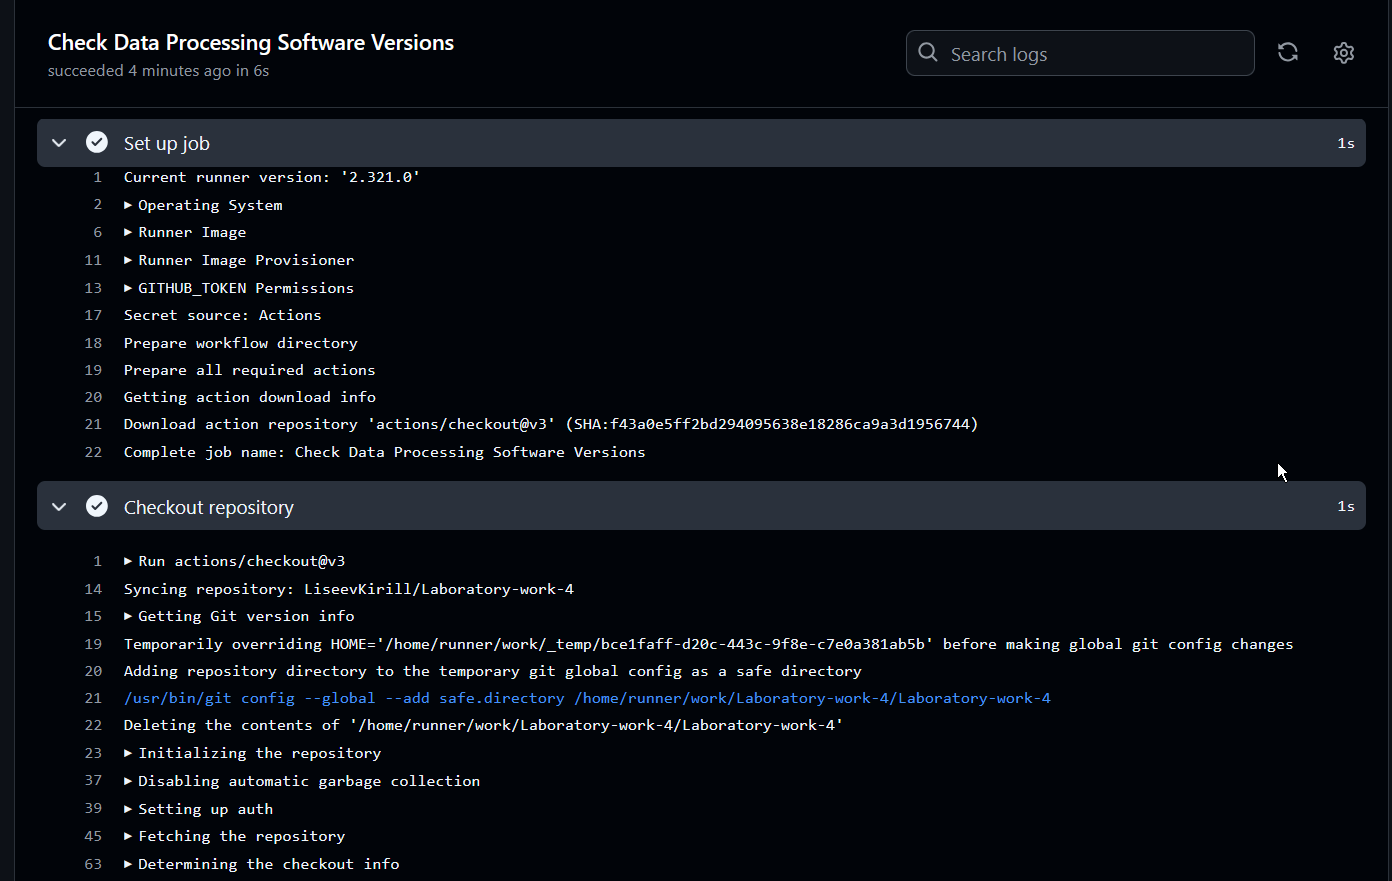 Check Data Processing Software Versions
succeeded 4 minutes ago in 6s
Search logs
Set up job 1s
1 Current runner version: '2.321.0'
2 ▶ Operating System
6 ▶ Runner Image
11 ▶ Runner Image Provisioner
13 ▶ GITHUB_TOKEN Permissions
17 Secret source: Actions
18 Prepare workflow directory
19 Prepare all required actions
20 Getting action download info
21 Download action repository 'actions/checkout@v3' (SHA:f43a0e5ff2bd294095638e18286ca9a3d1956744)
22 Complete job name: Check Data Processing Software Versions
Checkout repository 1s
1 ▶ Run actions/checkout@v3
14 Syncing repository: LiseevKirill/Laboratory-work-4
15 ▶ Getting Git version info
19 Temporarily overriding HOME='/home/runner/work/_temp/bce1faff-d20c-443c-9f8e-c7e0a381ab5b' before making global git config changes
20 Adding repository directory to the temporary git global config as a safe directory
21 /usr/bin/git config --global --add safe.directory /home/runner/work/Laboratory-work-4/Laboratory-work-4
22 Deleting the contents of '/home/runner/work/Laboratory-work-4/Laboratory-work-4'
23 ▶ Initializing the repository
37 ▶ Disabling automatic garbage collection
39 ▶ Setting up auth
45 ▶ Fetching the repository
63 ▶ Determining the checkout info